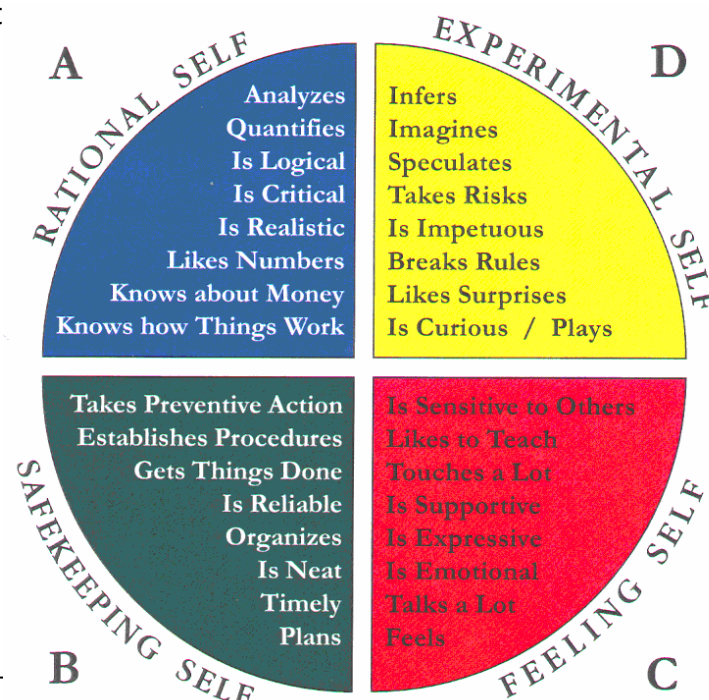 A
RATIONAL SELF
Analyzes
Quantifies
Is Logical
Is Critical
Is Realistic
Likes Numbers
Knows about Money
Knows how Things Work
EXPERIMENTAL SELF
D
Infers
Imagines
Speculates
Takes Risks
Is Impetuous
Breaks Rules
Likes Surprises
Is Curious / Plays
Takes Preventive Action
Establishes Procedures
Gets Things Done
Is Reliable
Organizes
Is Neat
Timely
Plans
SAFEKEEPING SELF
B
Is Sensitive to Others
Likes to Teach
Touches a Lot
Is Supportive
Is Expressive
Is Emotional
Talks a Lot
Feels
FEELING SELF
C